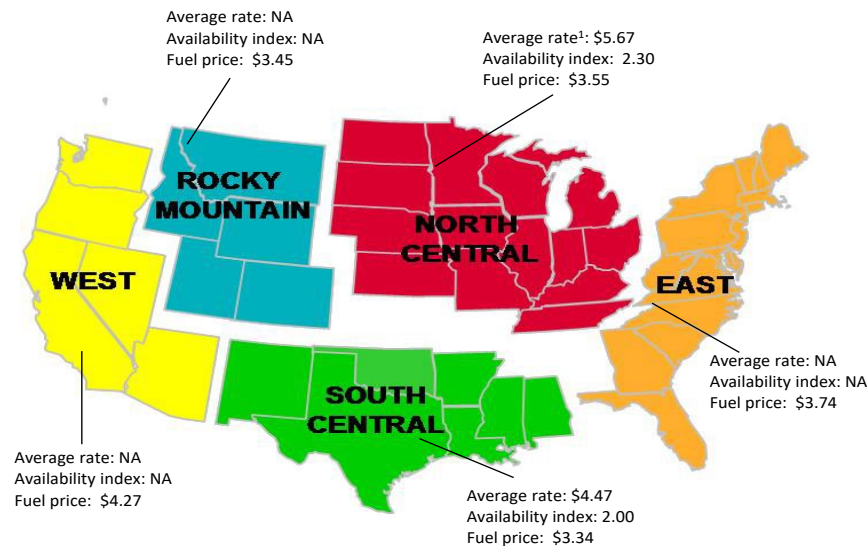 Average rate: NA
Availability index: NA
Fuel price: $3.45
Average rate¹: $5.67
Availability index: 2.30
Fuel price: $3.55
ROCKY
MOUNTAIN
NORTH
CENTRAL
WEST
EAST
SOUTH
CENTRAL
Average rate: NA
Availability index: NA
Fuel price: $3.74
Average rate: NA
Availability index: NA
Fuel price: $4.27
Average rate: $4.47
Availability index: 2.00
Fuel price: $3.34